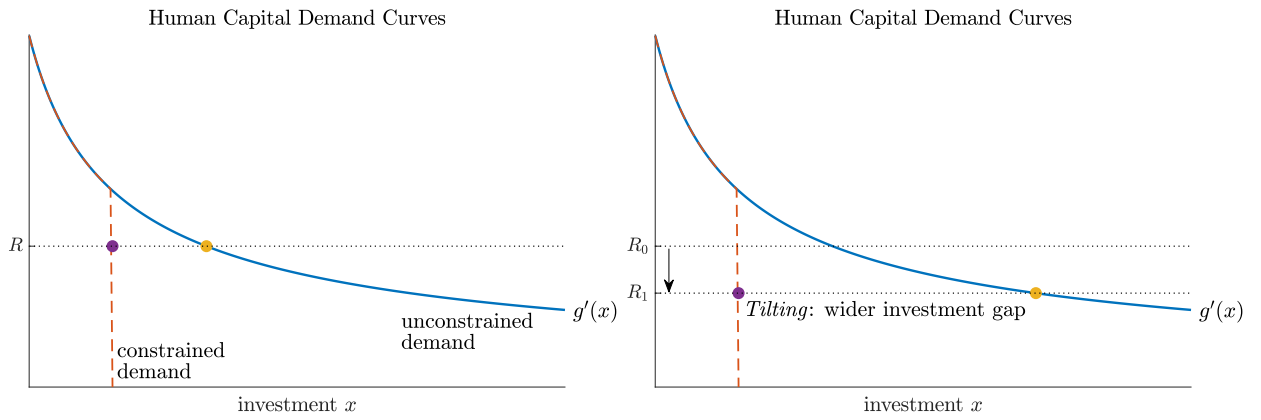 Human Capital Demand Curves
R
g′(x)
unconstrained
demand
constrained
demand
investment x
Human Capital Demand Curves
R₀
R₁
Tilting: wider investment gap
g′(x)
investment x